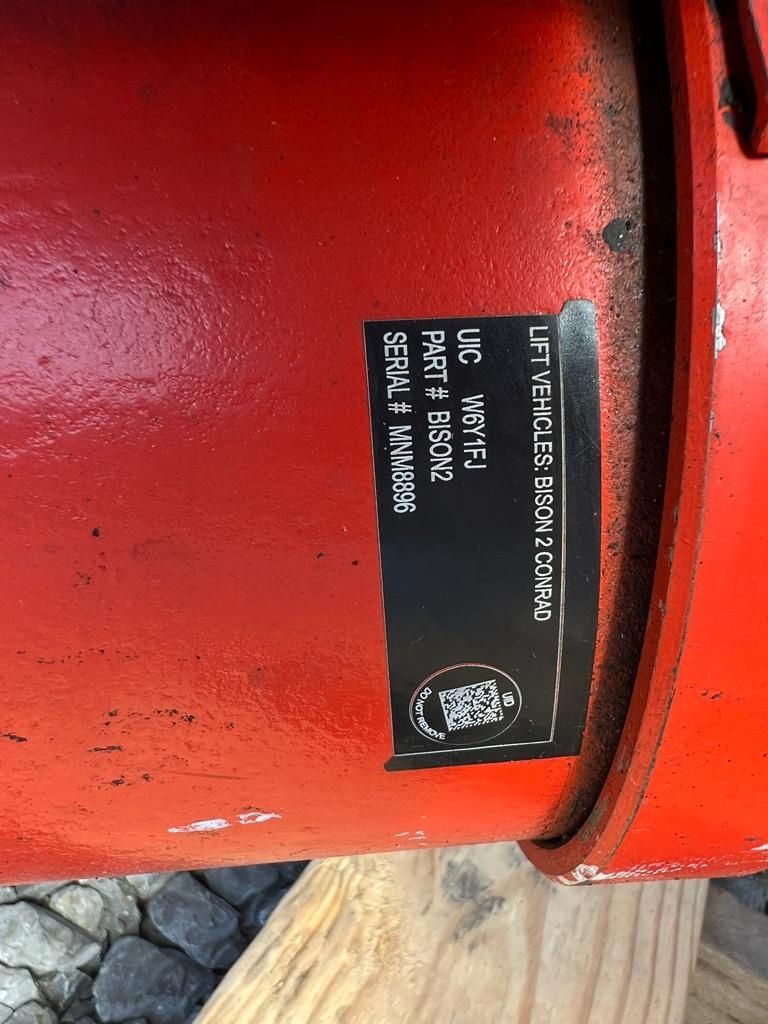 LIFT VEHICLES: BISON 2 CONRAD
UIC W6Y1FJ
PART # BISON2
SERIAL # MNM8896
UID
DO NOT REMOVE